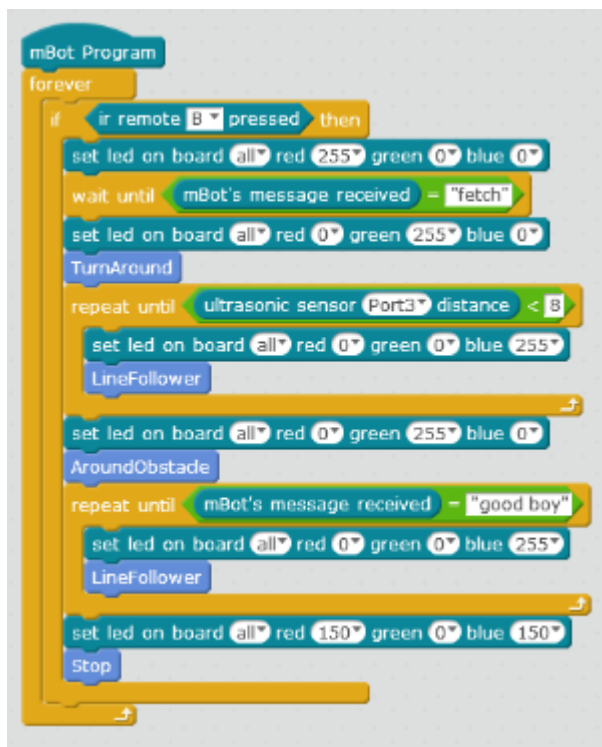 mBot Program
forever
if ir remote B pressed then
set led on board all red 255 green 0 blue 0
wait until mBot's message received = "fetch"
set led on board all red 0 green 255 blue 0
TurnAround
repeat until ultrasonic sensor Port3 distance < 8
set led on board all red 0 green 0 blue 255
LineFollower
set led on board all red 0 green 255 blue 0
AroundObstacle
repeat until mBot's message received = "good boy"
set led on board all red 0 green 0 blue 255
LineFollower
set led on board all red 150 green 0 blue 150
Stop